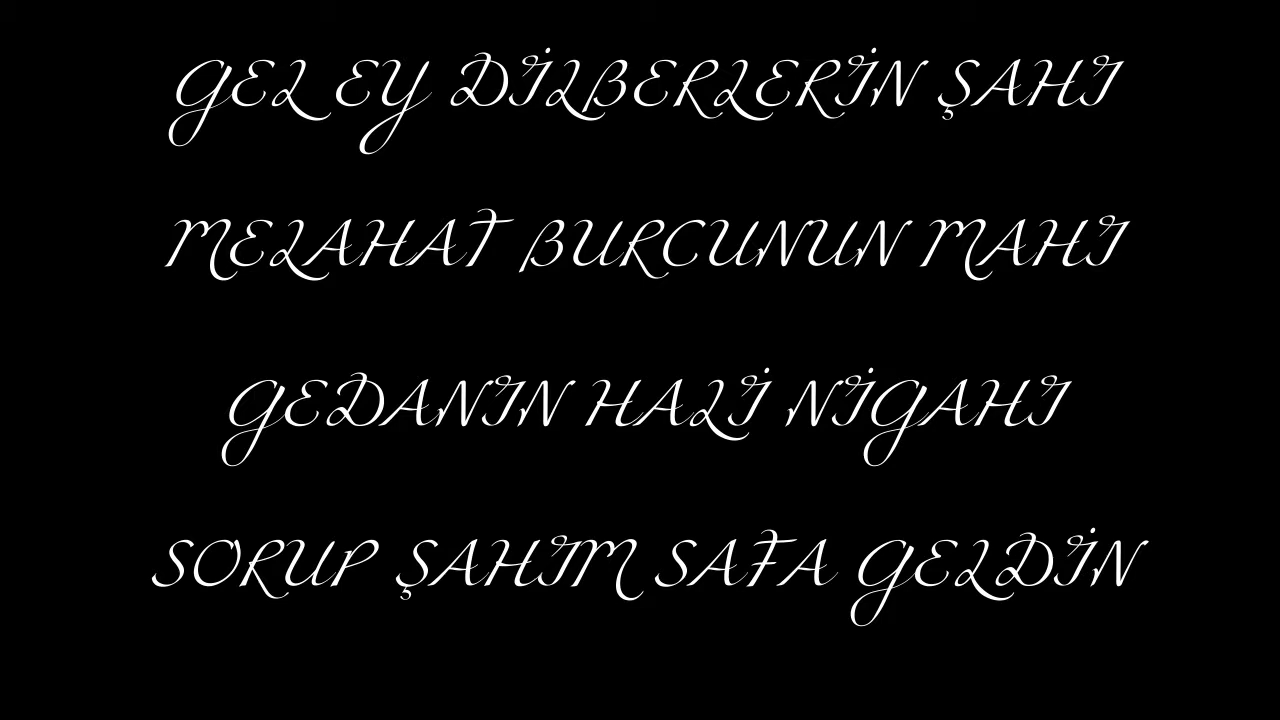 GEL EY DİLBERLERİN ŞAHI
MELAHAT BURCUNUN MAHI
GEDANIN HALİ NİGAHI
SORUP ŞAHIM SAFA GELDİN